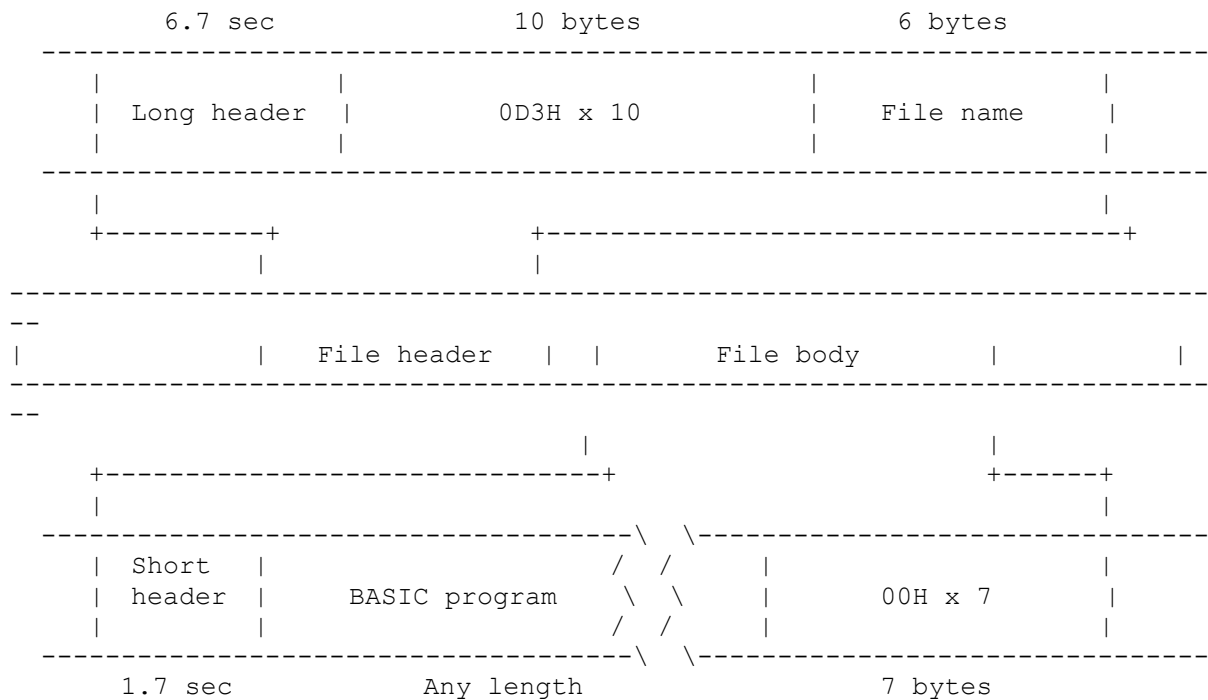 6.7 sec 10 bytes 6 bytes
Long header 0D3H x 10 File name
File header File body
Short
header BASIC program 00H x 7
1.7 sec Any length 7 bytes